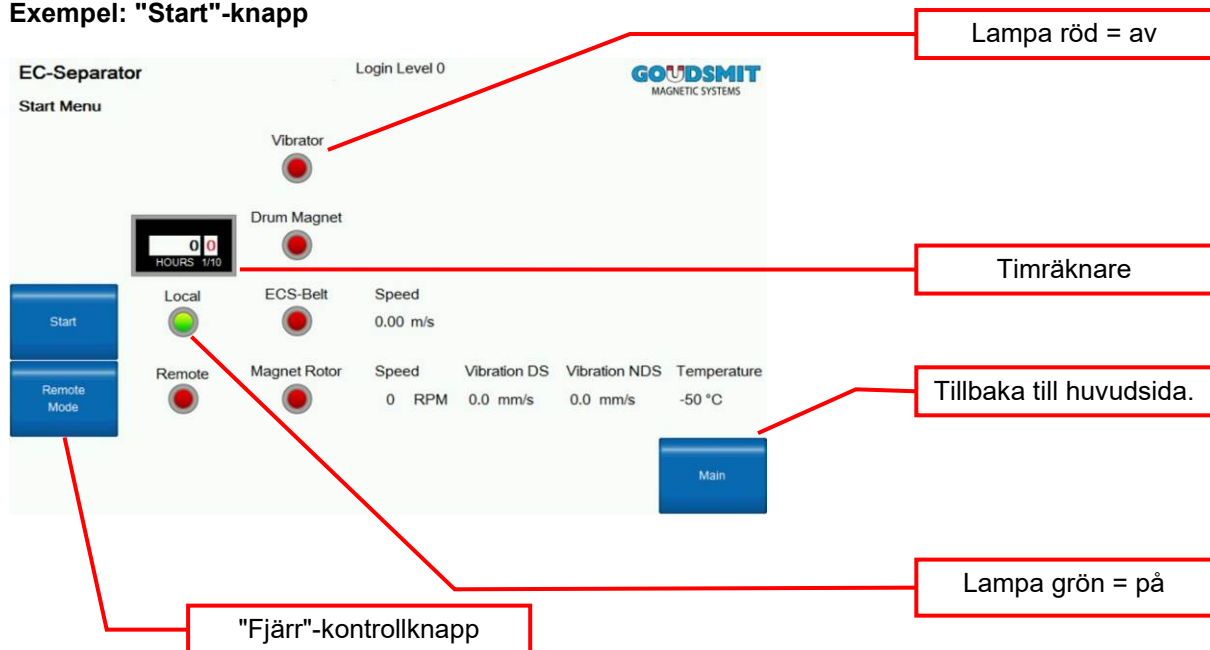 Exempel: "Start"-knapp
Lampa röd = av
EC-Separator
Login Level 0
GOUDSMIT
MAGNETIC SYSTEMS
Start Menu
Vibrator
Drum Magnet
0 0
HOURS 1/10
Timräknare
Start
Local
ECS-Belt
Speed
0.00 m/s
Remote Mode
Remote
Magnet Rotor
Speed
0 RPM
Vibration DS
0.0 mm/s
Vibration NDS
0.0 mm/s
Temperature
-50 °C
Tillbaka till huvudsida.
Main
Lampa grön = på
"Fjärr"-kontrollknapp